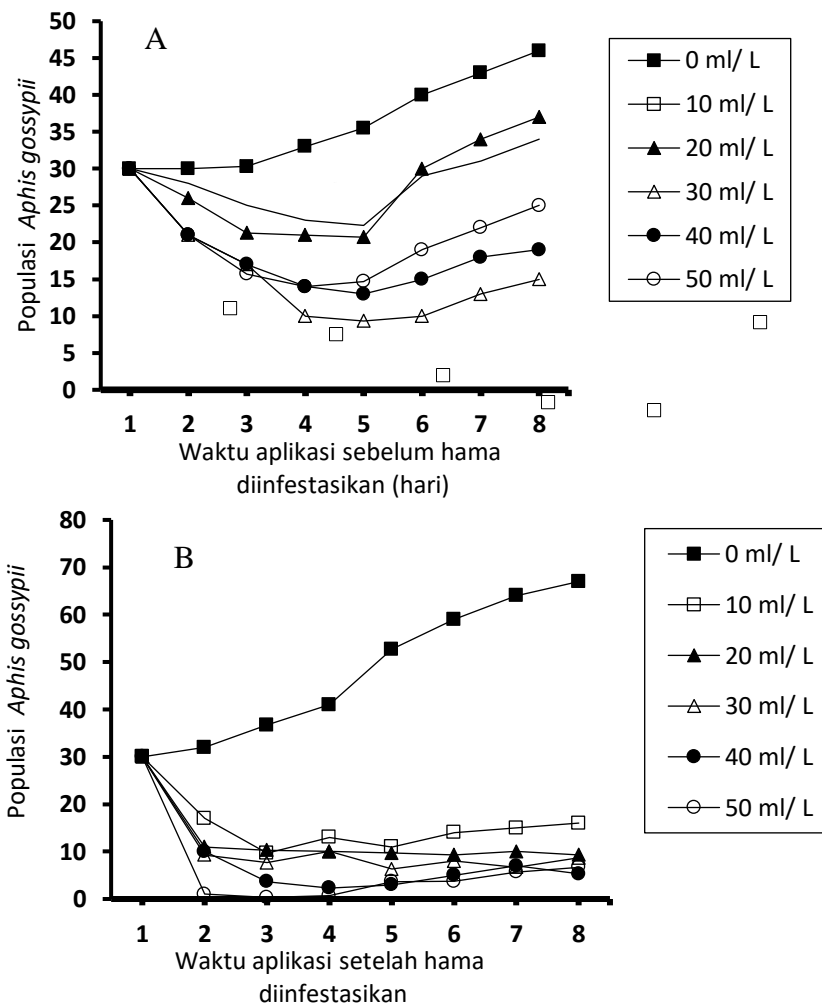 A
50
45
40
35
30
25
20
15
10
5
0
Populasi Aphis gossypii
1 2 3 4 5 6 7 8
Waktu aplikasi sebelum hama
diinfestasikan (hari)
0 ml/ L
10 ml/ L
20 ml/ L
30 ml/ L
40 ml/ L
50 ml/ L
B
80
70
60
50
40
30
20
10
0
Populasi Aphis gossypii
1 2 3 4 5 6 7 8
Waktu aplikasi setelah hama
diinfestasikan
0 ml/ L
10 ml/ L
20 ml/ L
30 ml/ L
40 ml/ L
50 ml/ L